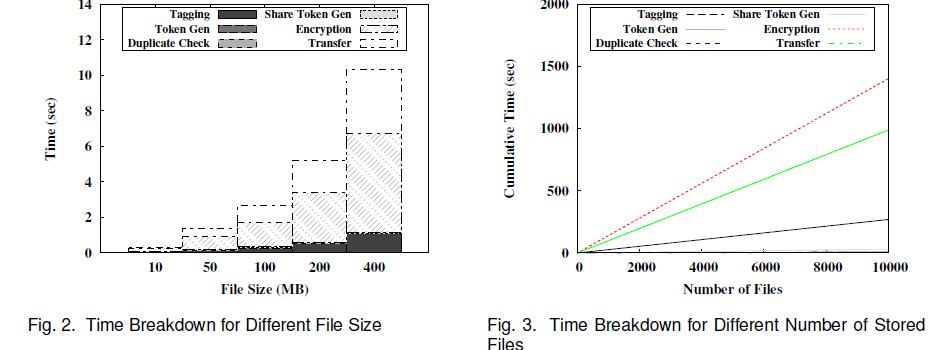 14
12
10
8
6
4
2
0
Time (sec)
Tagging
Token Gen
Duplicate Check
Share Token Gen
Encryption
Transfer
10 50 100 200 400
File Size (MB)
Fig. 2. Time Breakdown for Different File Size
2000
1500
1000
500
0
Cumulative Time (sec)
Tagging
Token Gen
Duplicate Check
Share Token Gen
Encryption
Transfer
0 2000 4000 6000 8000 10000
Number of Files
Fig. 3. Time Breakdown for Different Number of Stored
Files